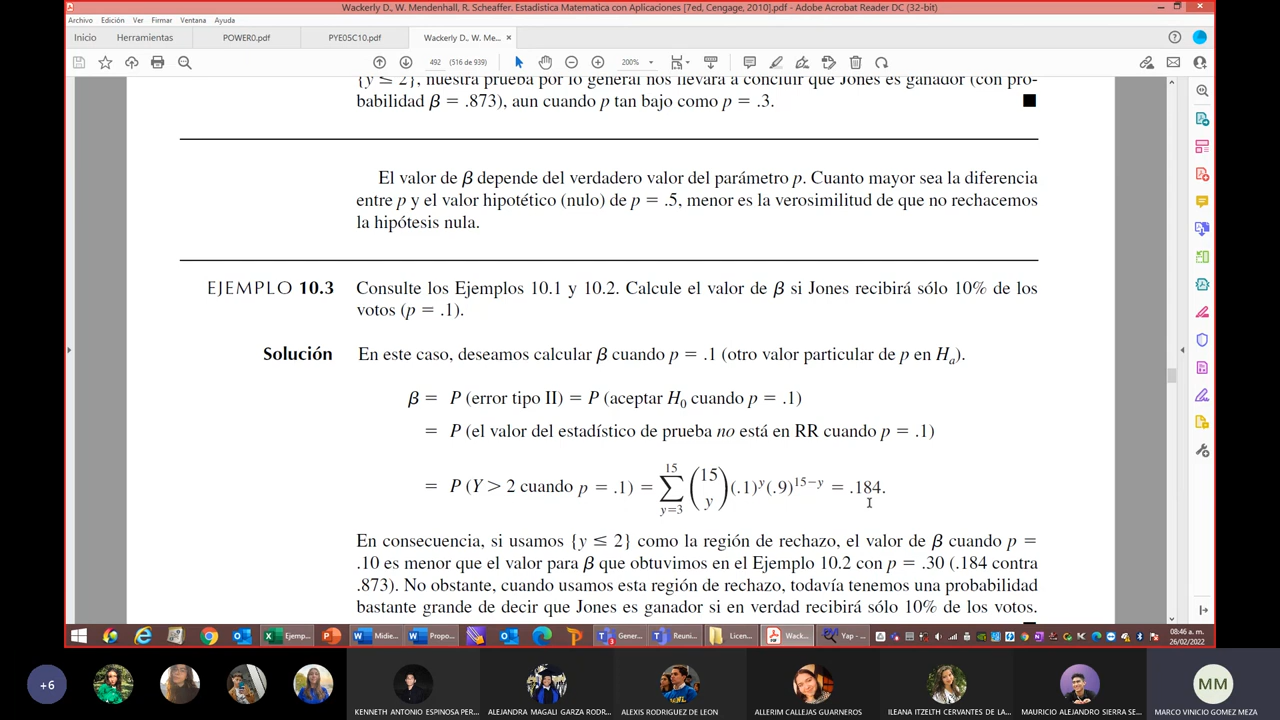 Wackerly D., W. Mendenhall, R. Scheaffer. Estadistica Matematica con Aplicaciones [7ed, Cengage, 2010].pdf - Adobe Acrobat Reader DC (32-bit)
Archivo Edición Ver Firmar Ventana Ayuda
Inicio Herramientas POWER0.pdf PYE05C10.pdf Wackerly D., W. Me... ×
492 (516 de 939) 200%
{y ≤ 2}, nuestra prueba por lo general nos llevará a concluir que Jones es ganador (con pro-
babilidad β = .873), aun cuando p tan bajo como p = .3.
El valor de β depende del verdadero valor del parámetro p. Cuanto mayor sea la diferencia
entre p y el valor hipotético (nulo) de p = .5, menor es la verosimilitud de que no rechacemos
la hipótesis nula.
EJEMPLO 10.3 Consulte los Ejemplos 10.1 y 10.2. Calcule el valor de β si Jones recibirá sólo 10% de los
votos (p = .1).
Solución En este caso, deseamos calcular β cuando p = .1 (otro valor particular de p en Hₐ).
β = P (error tipo II) = P (aceptar H₀ cuando p = .1)
= P (el valor del estadístico de prueba no está en RR cuando p = .1)
= P (Y > 2 cuando p = .1) = ∑_{y=3}^{15} (15 y) (.1)^y (.9)^{15−y} = .184.
En consecuencia, si usamos {y ≤ 2} como la región de rechazo, el valor de β cuando p =
.10 es menor que el valor para β que obtuvimos en el Ejemplo 10.2 con p = .30 (.184 contra
.873). No obstante, cuando usamos esta región de rechazo, todavía tenemos una probabilidad
bastante grande de decir que Jones es ganador si en verdad recibirá sólo 10% de los votos.
Ejemp... Midie... Propo... Gener... Reuni... Licen... Wack... Yap - ... 08:46 a. m.
26/02/2022
+6 KENNETH ANTONIO ESPINOSA PER... ALEJANDRA MAGALI GARZA RODR... ALEXIS RODRIGUEZ DE LEON ALLERIM CALLEJAS GUARNEROS ILEANA ITZELTH CERVANTES DE LA... MAURICIO ALEJANDRO SIERRA SE... MM MARCO VINICIO GOMEZ MEZA